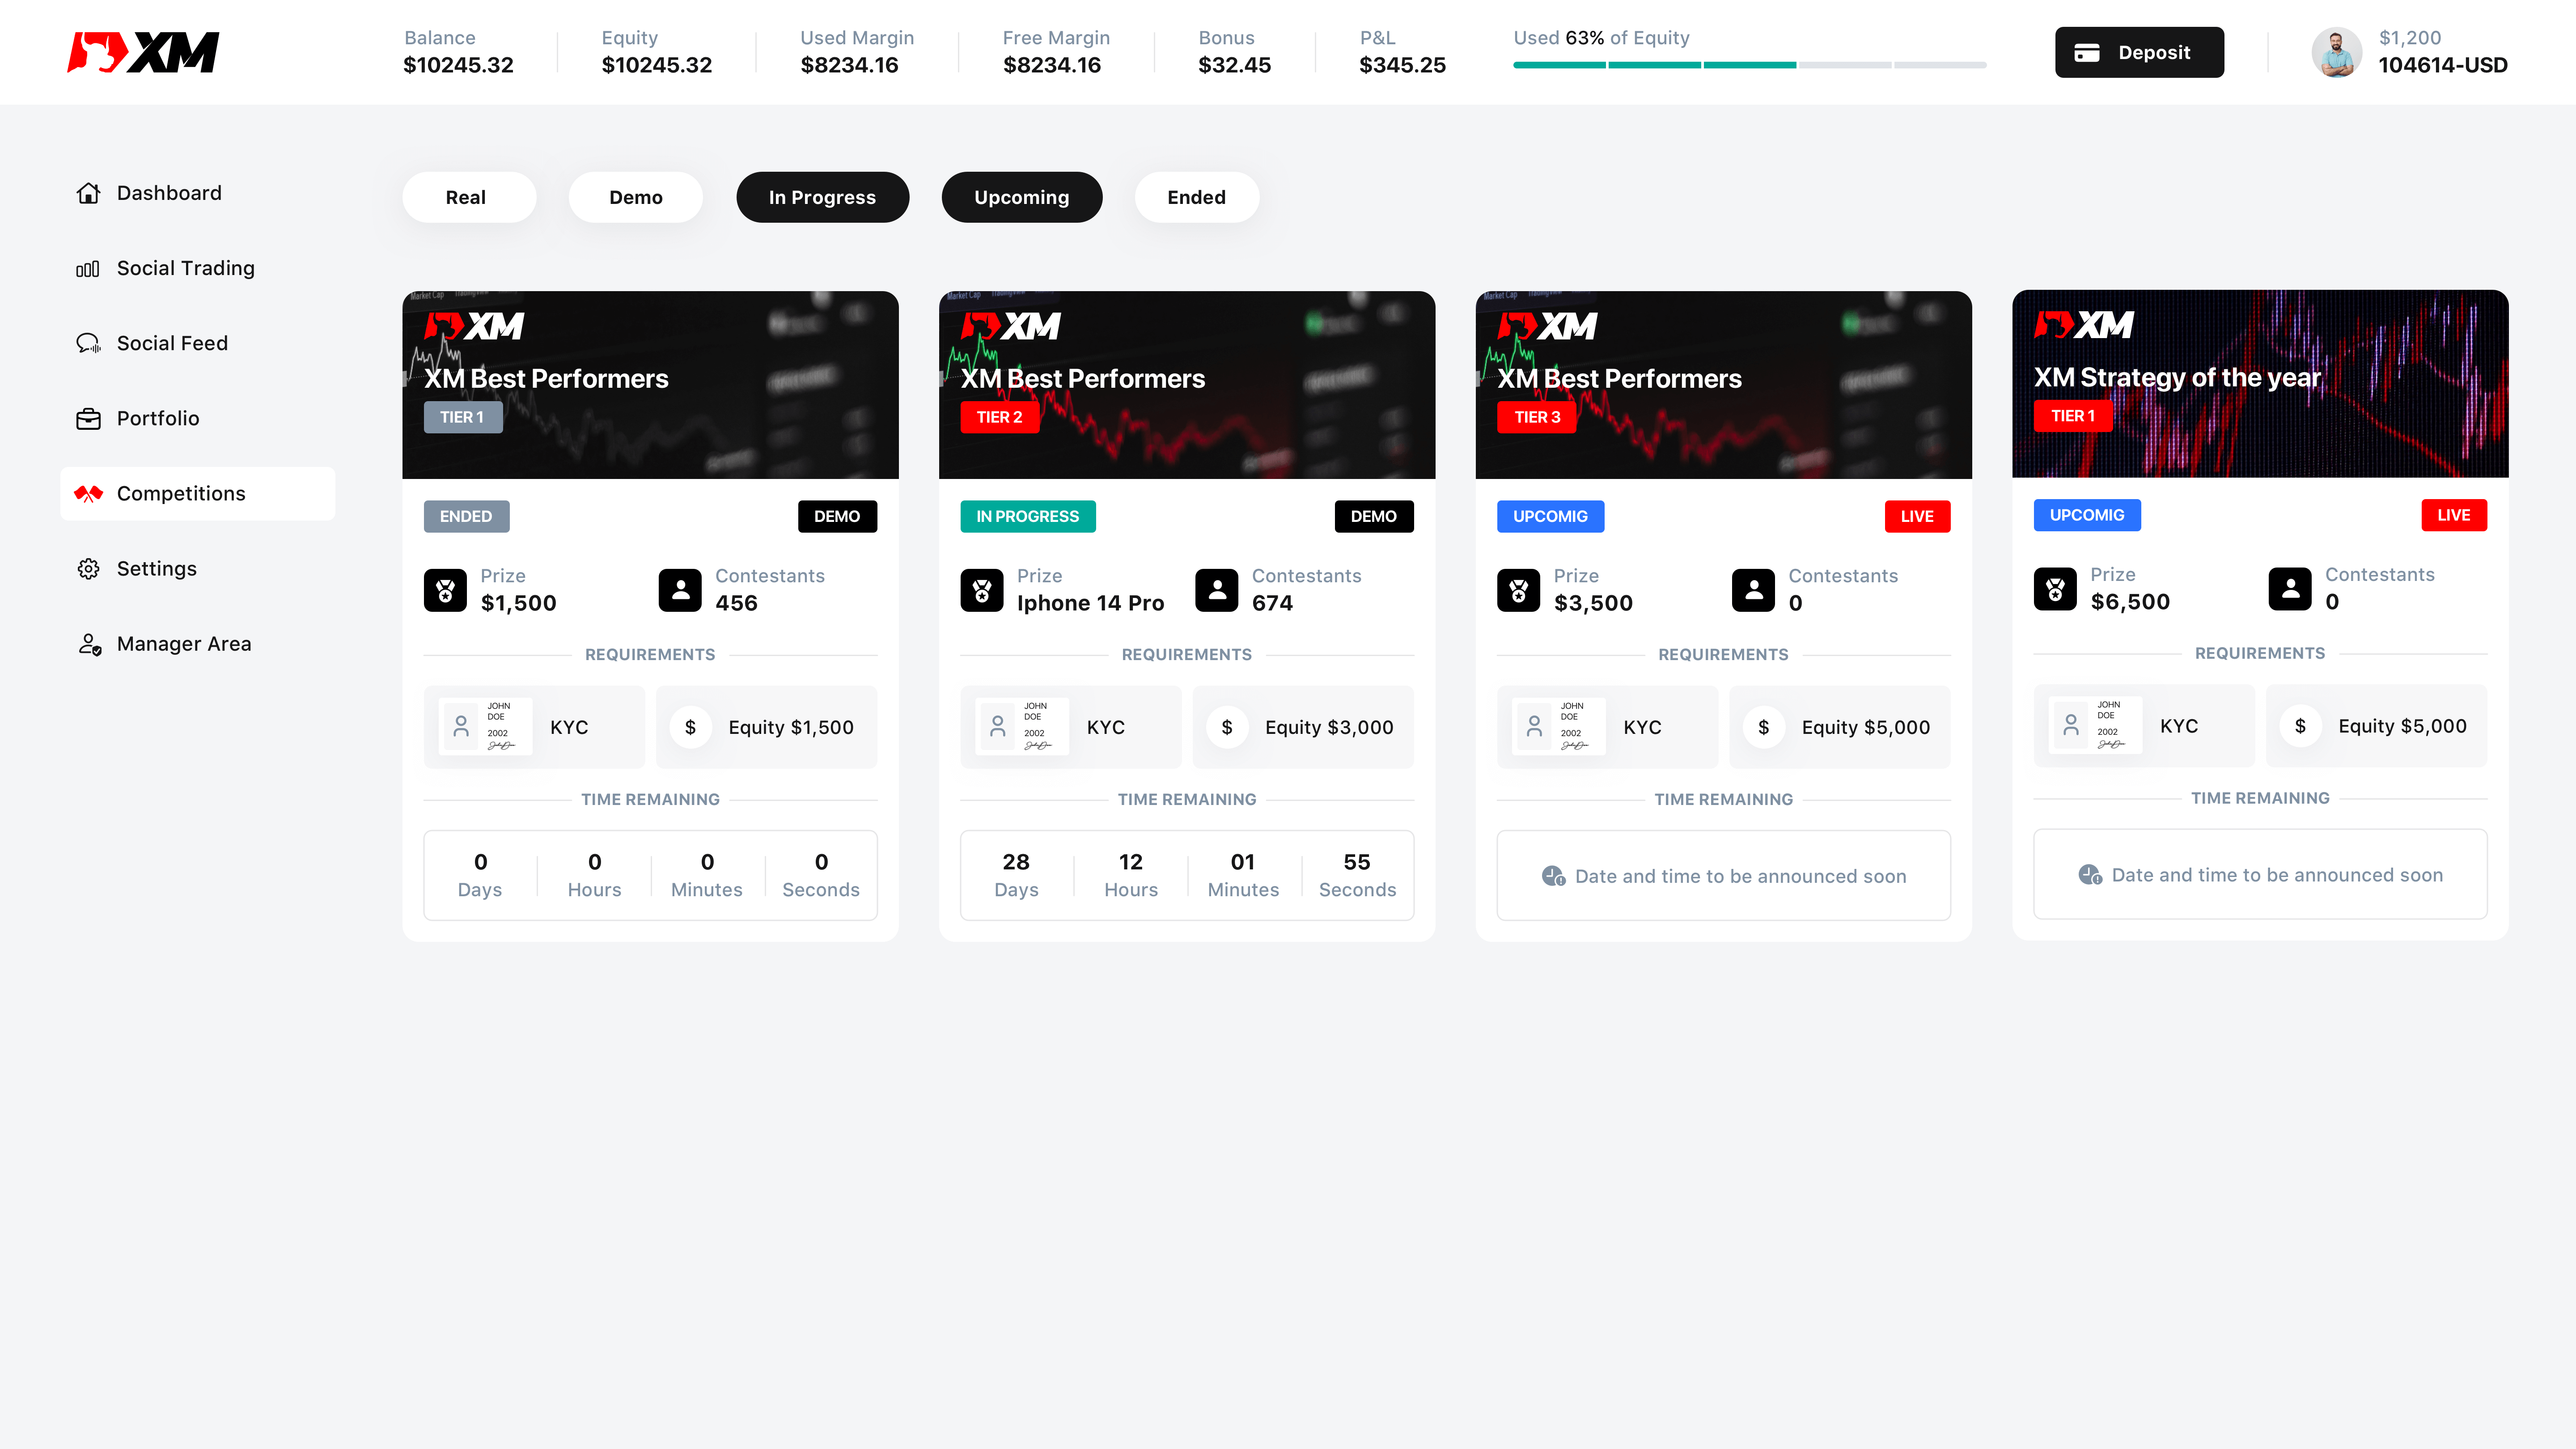 XM
Balance
$10245.32
Equity
$10245.32
Used Margin
$8234.16
Free Margin
$8234.16
Bonus
$32.45
P&L
$345.25
Used 63% of Equity
Deposit
$1,200
104614-USD
Dashboard
Social Trading
Social Feed
Portfolio
Competitions
Settings
Manager Area
Real
Demo
In Progress
Upcoming
Ended
Market Cap
XM
XM Best Performers
TIER 1
ENDED
DEMO
Prize
$1,500
Contestants
456
REQUIREMENTS
JOHN
DOE
2002
KYC
$
Equity $1,500
TIME REMAINING
0
Days
0
Hours
0
Minutes
0
Seconds
Market Cap
XM
XM Best Performers
TIER 2
IN PROGRESS
DEMO
Prize
Iphone 14 Pro
Contestants
674
REQUIREMENTS
JOHN
DOE
2002
KYC
$
Equity $3,000
TIME REMAINING
28
Days
12
Hours
01
Minutes
55
Seconds
Market Cap
XM
XM Best Performers
TIER 3
UPCOMIG
LIVE
Prize
$3,500
Contestants
0
REQUIREMENTS
JOHN
DOE
2002
KYC
$
Equity $5,000
TIME REMAINING
Date and time to be announced soon
XM
XM Strategy of the year
TIER 1
UPCOMIG
LIVE
Prize
$6,500
Contestants
0
REQUIREMENTS
JOHN
DOE
2002
KYC
$
Equity $5,000
TIME REMAINING
Date and time to be announced soon